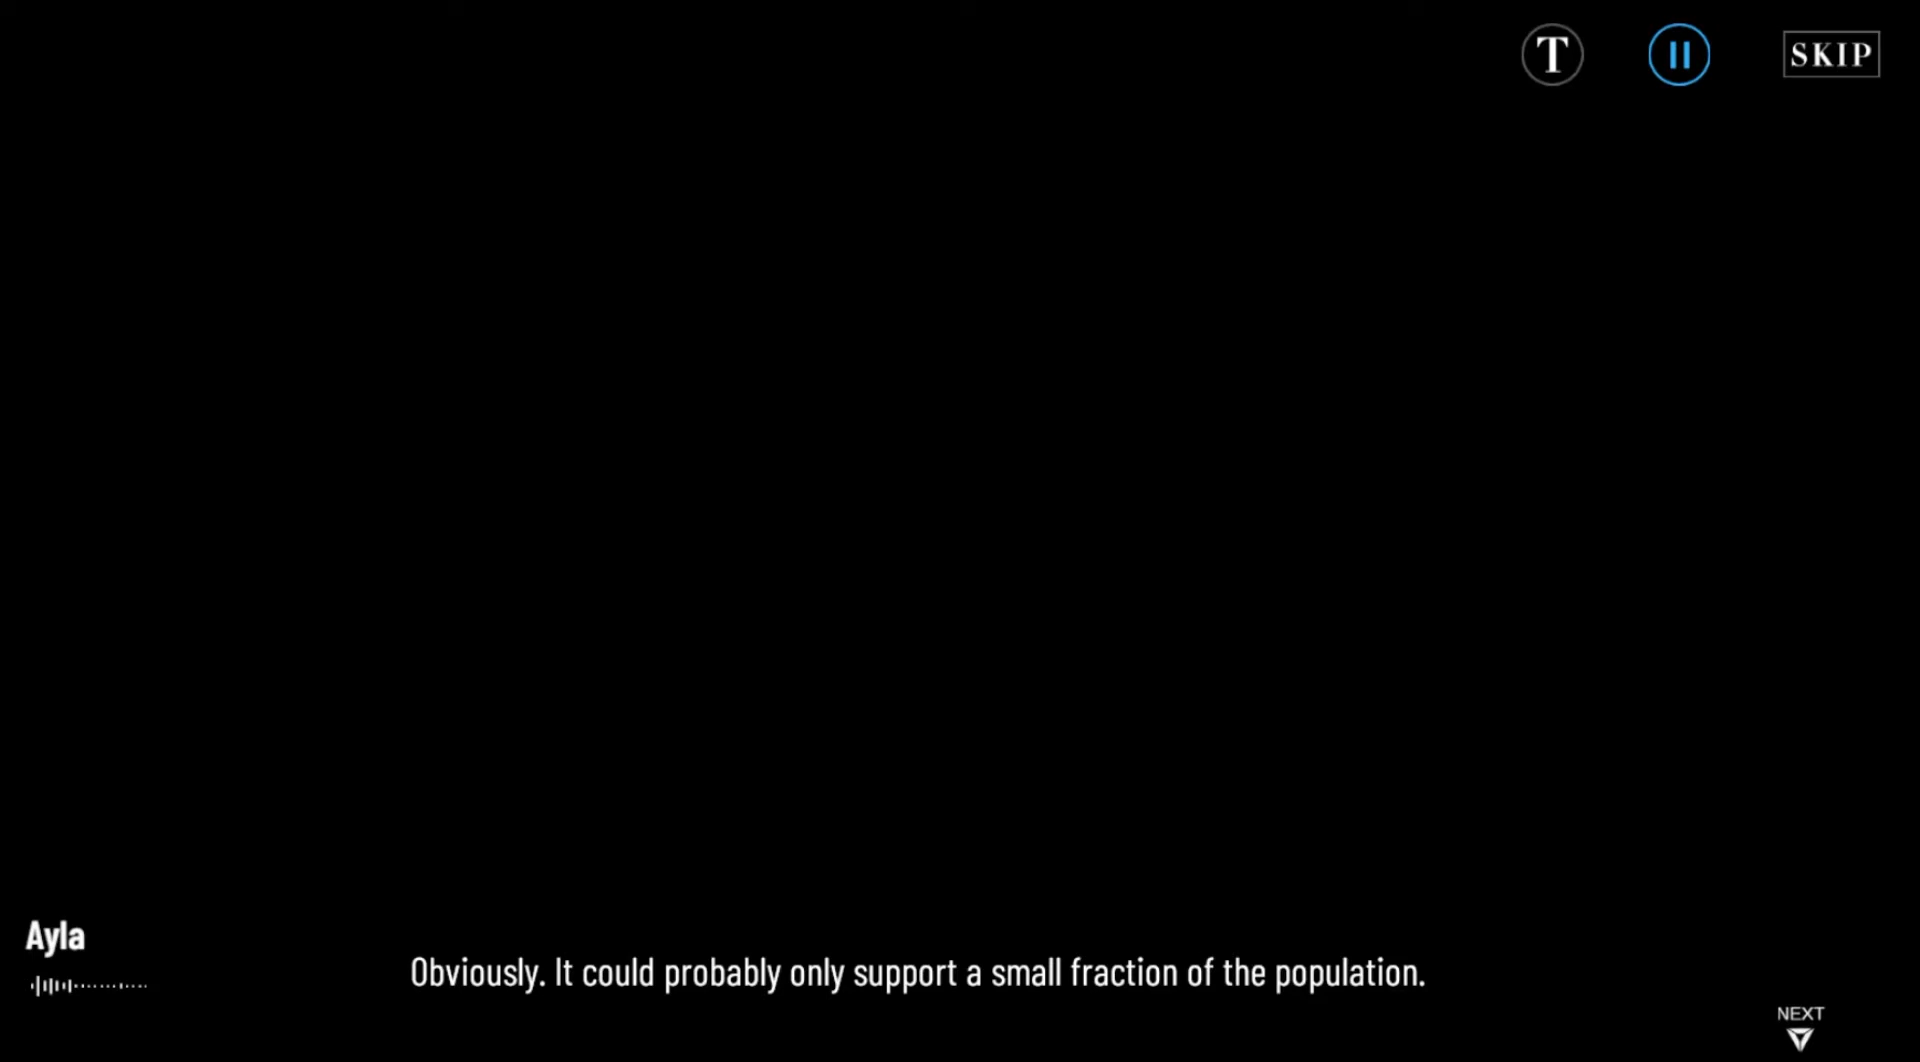 T
SKIP
Ayla
Obviously. It could probably only support a small fraction of the population.
NEXT